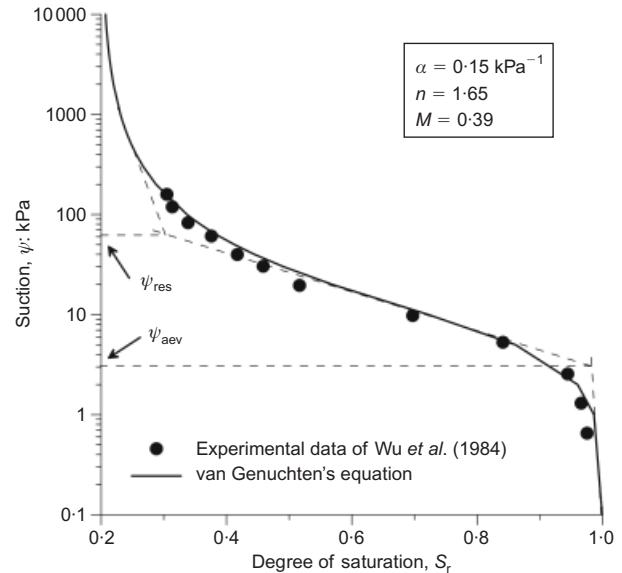 10 000
1000
100
10
1
0·1
Suction, ψ: kPa
α = 0·15 kPa⁻¹
n = 1·65
M = 0·39
ψres
ψaev
Experimental data of Wu et al. (1984)
van Genuchten's equation
0·2
0·4
0·6
0·8
1·0
Degree of saturation, Sr